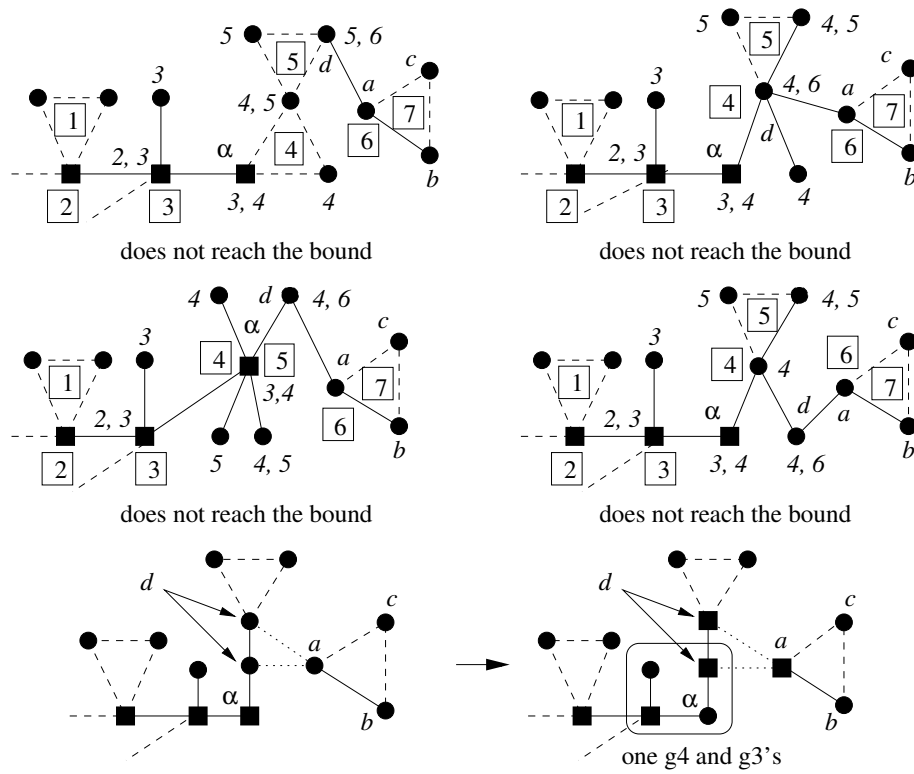 5 5, 6 5 4, 5
5 d c 5 c
3 4, 5 a 7 3 4 4, 6 a 7
1 4 6 1 d 6
2, 3 α b 2, 3 α b
2 3 3, 4 4 2 3 3, 4 4
does not reach the bound does not reach the bound
4 d 4, 6 5 4, 5
α c 5 c
3 4 5 a 3 4 4 6
1 3,4 7 1 d 7
2, 3 6 2, 3 α a
2 3 5 4, 5 b 2 3 3, 4 4, 6 b
does not reach the bound does not reach the bound
d d
c c
a a
α b α b
one g4 and g3's